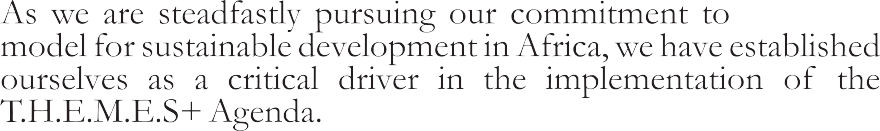 As we are steadfastly pursuing our commitment to
model for sustainable development in Africa, we have established
ourselves as a critical driver in the implementation of the
T.H.E.M.E.S+ Agenda.